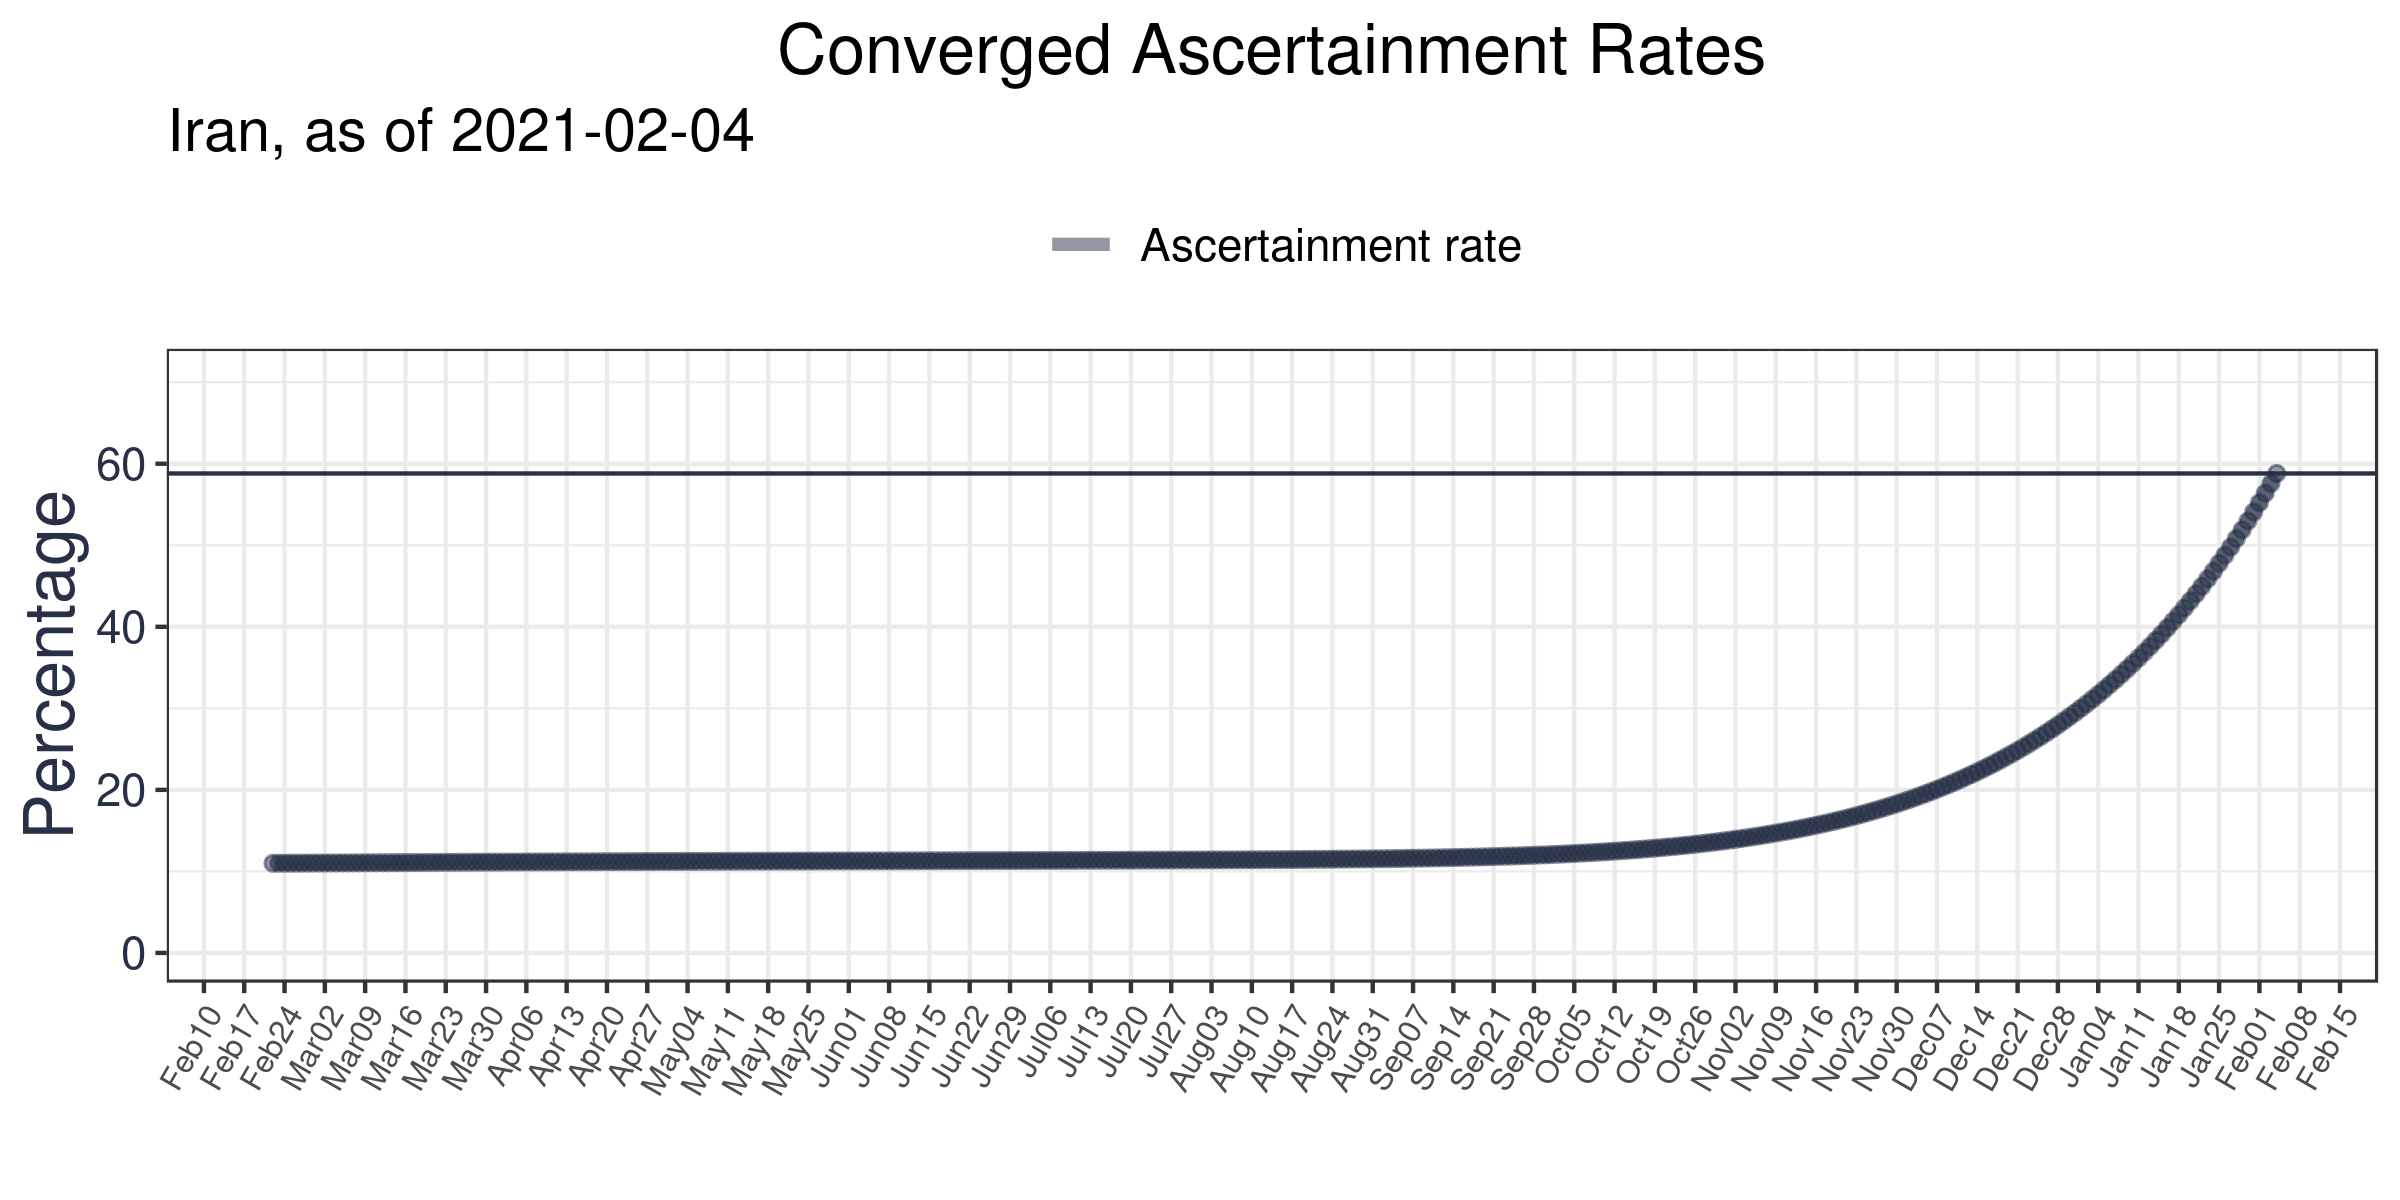 Converged Ascertainment Rates
Iran, as of 2021-02-04
Ascertainment rate
Percentage
60
40
20
0
Feb10 Feb17 Feb24 Mar02 Mar09 Mar16 Mar23 Mar30 Apr06 Apr13 Apr20 Apr27 May04 May11 May18 May25 Jun01 Jun08 Jun15 Jun22 Jun29 Jul06 Jul13 Jul20 Jul27 Aug03 Aug10 Aug17 Aug24 Aug31 Sep07 Sep14 Sep21 Sep28 Oct05 Oct12 Oct19 Oct26 Nov02 Nov09 Nov16 Nov23 Nov30 Dec07 Dec14 Dec21 Dec28 Jan04 Jan11 Jan18 Jan25 Feb01 Feb08 Feb15